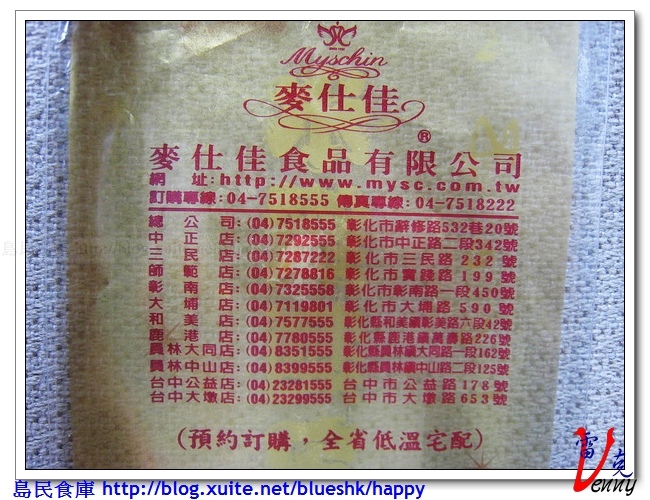 Myschin
麥仕佳
®
麥仕佳食品有限公司
網 址:http://www.mysc.com.tw
訂購專線:04-7518555 傳真專線:04-7518222
總公司:(04)7518555 彰化市辭修路532巷20號
中正店:(04)7292555 彰化市中正路二段342號
三民店:(04)7287222 彰化市三民路232號
師範店:(04)7278816 彰化市實踐路199號
彰南店:(04)7325558 彰化市彰南路一段450號
大埔店:(04)7119801 彰化市大埔路590號
和美店:(04)7577555 彰化縣和美鎮彰美路六段42號
鹿港店:(04)7780555 彰化縣鹿港鎮萬壽路226號
員林大同店:(04)8351555 彰化縣員林鎮大同路一段162號
員林中山店:(04)8399555 彰化縣員林鎮中山路二段125號
台中公益店:(04)23281555 台中市公益路178號
台中大墩店:(04)23299555 台中市大墩路653號
(預約訂購，全省低溫宅配)
雷克
Venny
島民食庫 http://blog.xuite.net/blueshk/happy